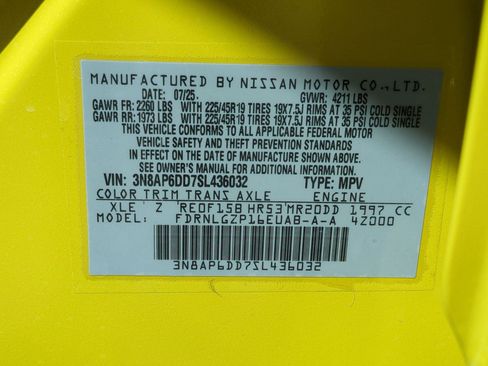 MANUFACTURED BY NISSAN MOTOR CO.,LTD.
DATE: 07/25. GVWR: 4211 LBS
GAWR FR: 2260 LBS WITH 225/45R19 TIRES 19X7.5J RIMS AT 35 PSI COLD SINGLE
GAWR RR: 1973 LBS WITH 225/45R19 TIRES 19X7.5J RIMS AT 35 PSI COLD SINGLE
THIS VEHICLE CONFORMS TO ALL APPLICABLE FEDERAL MOTOR
VEHICLE SAFETY AND THEFT PREVENTION STANDARDS IN
EFFECT ON THE DATE OF MANUFACTURE SHOWN ABOVE.
SEE OWNER'S MANUAL FOR ADDITIONAL INFORMATION.
VIN: 3N8AP6DD7SL436032 TYPE: MPV
COLOR TRIM TRANS AXLE ENGINE
XLE Z RE0F15B HR53 MR20DD 1997 CC
MODEL: FDRNLGZP16EUAB-A-A 4Z000
3N8AP6DD7SL436032